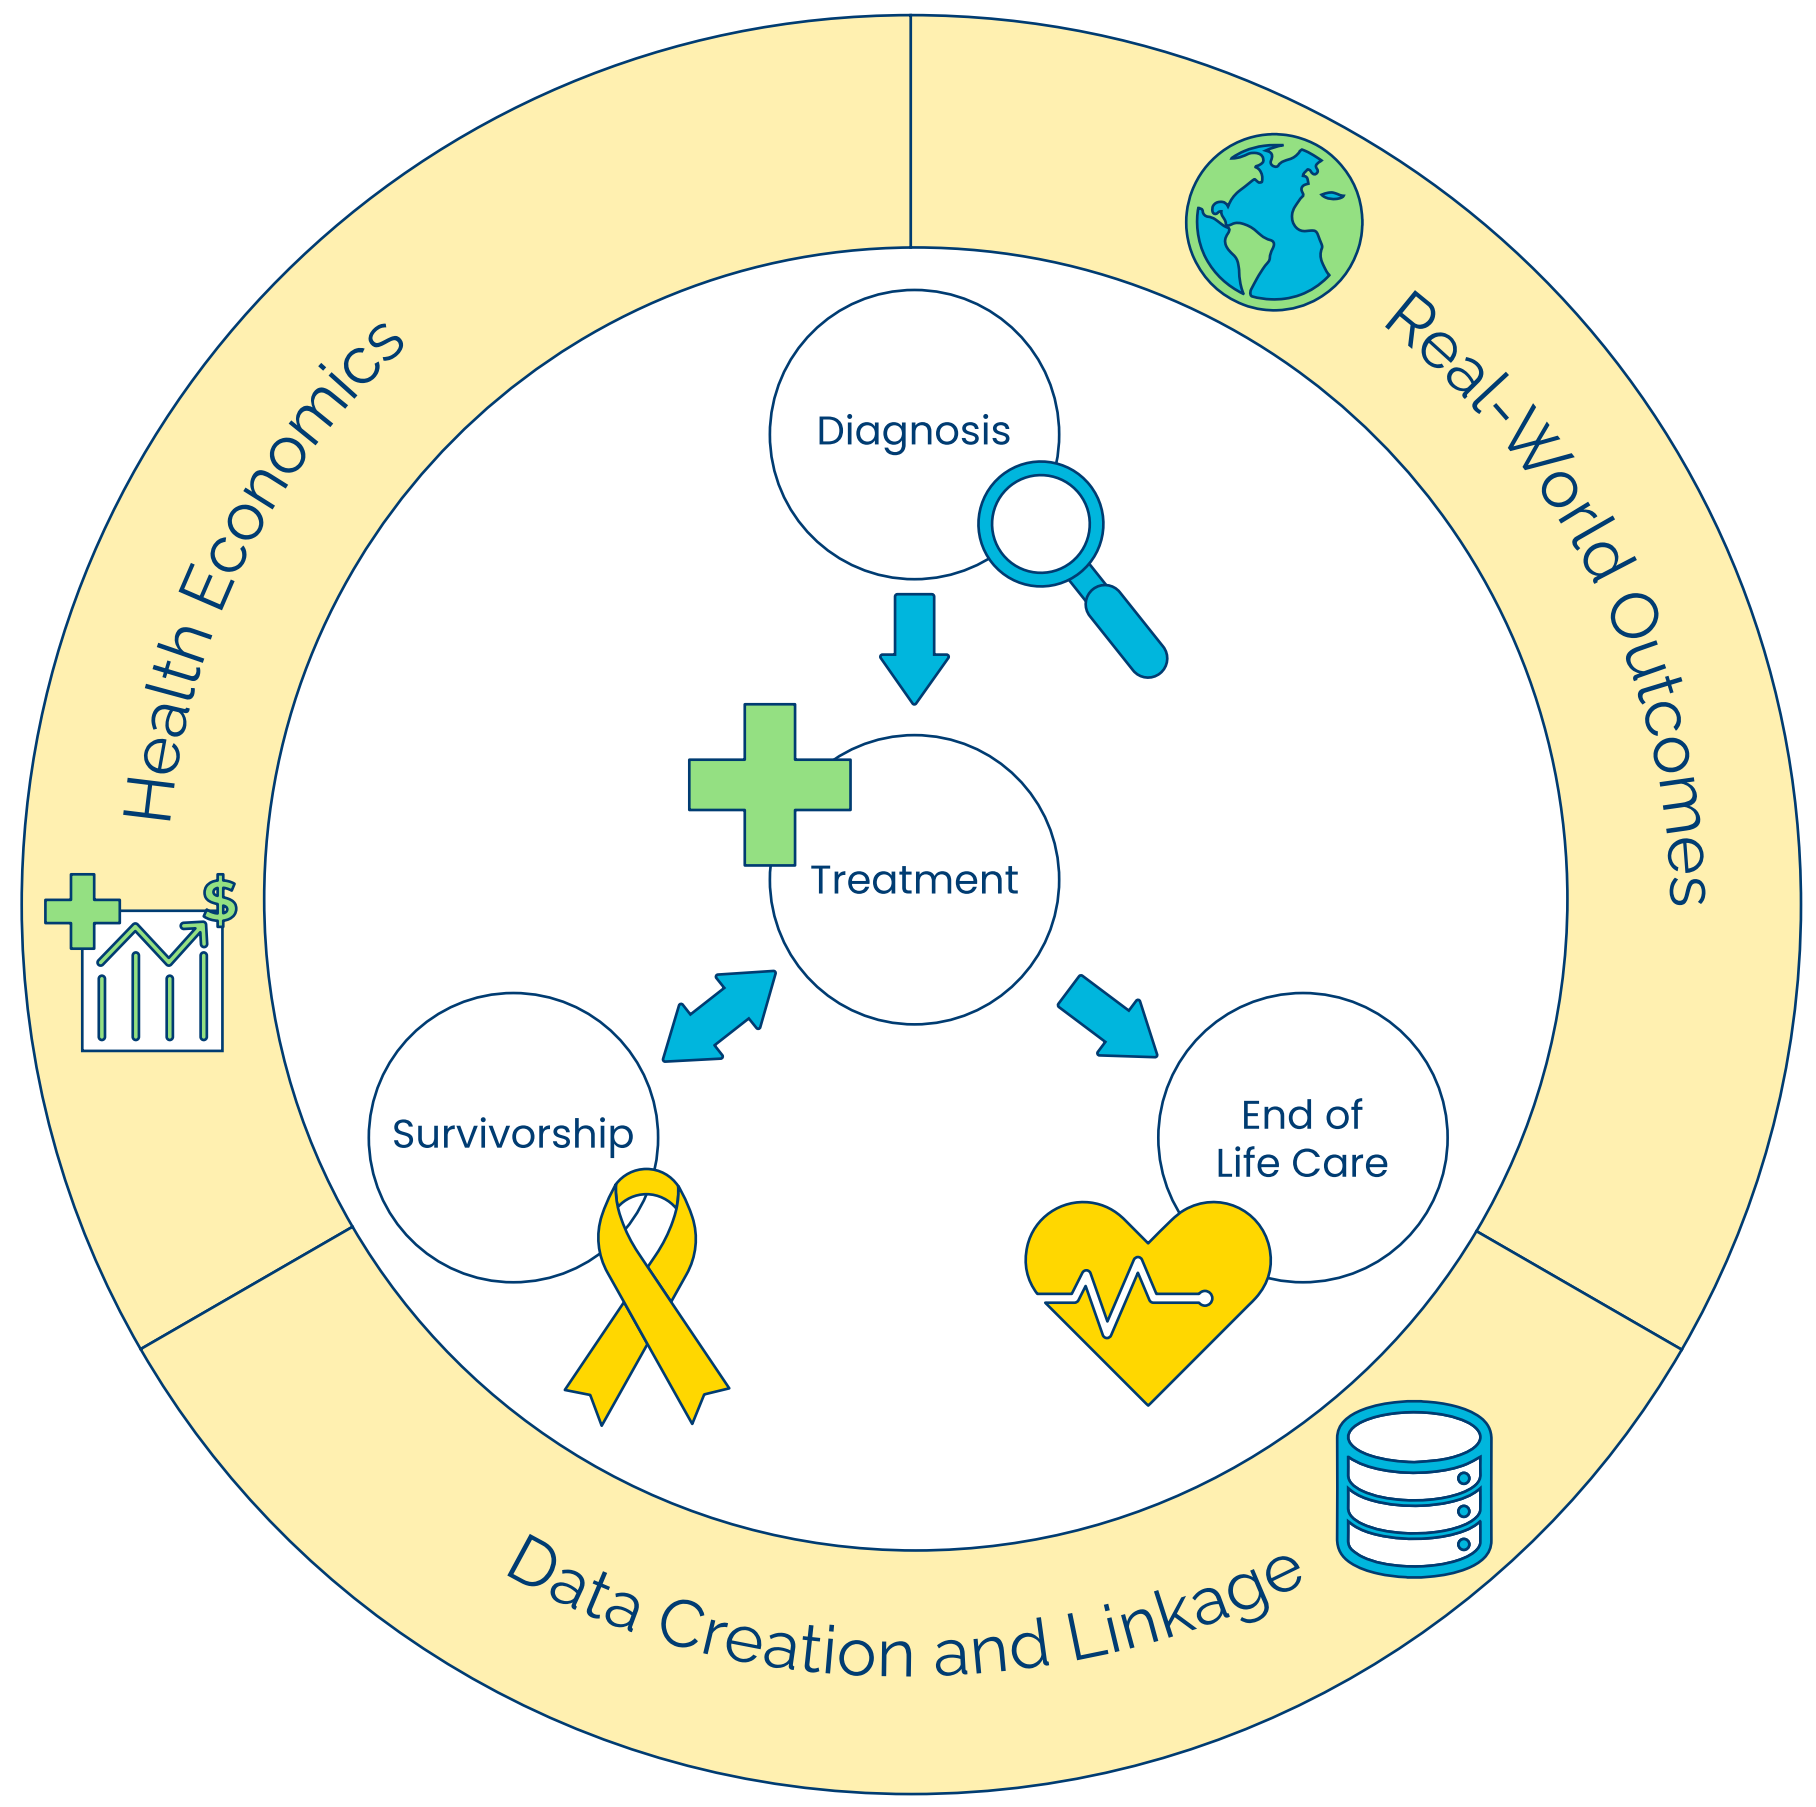 Health Economics
Real-World Outcomes
Diagnosis
Treatment
Survivorship
End of
Life Care
$
Data Creation and Linkage